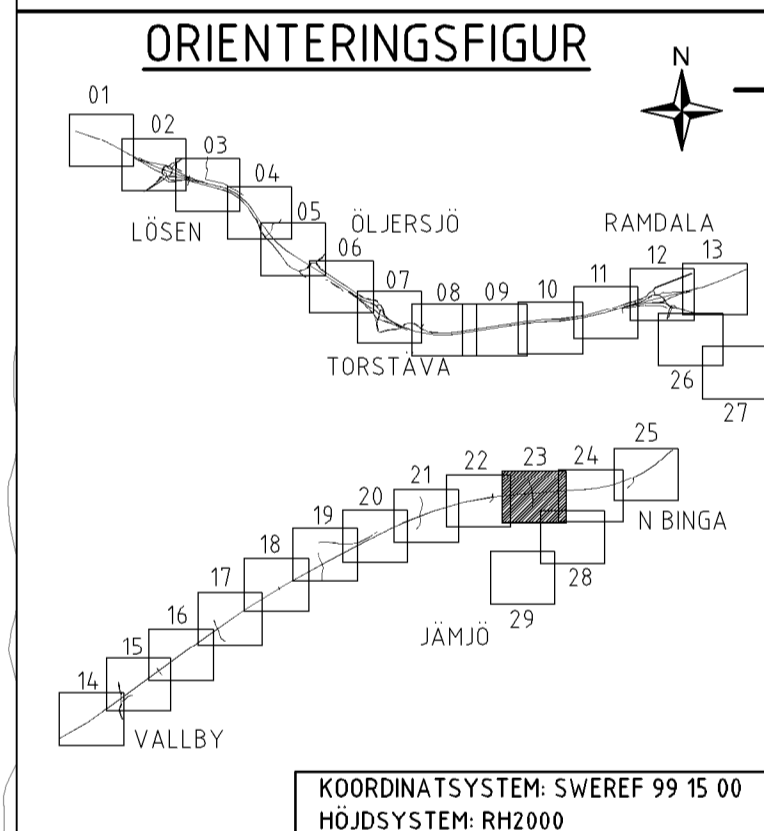 ORIENTERINGSFIGUR
N
01
02
03
04
05
LÖSEN
ÖLJERSJÖ
RAMDALA
06
07
08
09
10
11
12
13
TORSTÄVA
26
27
25
24
23
22
21
20
19
18
17
16
15
14
N BINGA
28
29
JÄMJÖ
VALLBY
KOORDINATSYSTEM: SWEREF 99 15 00
HÖJDSYSTEM: RH2000